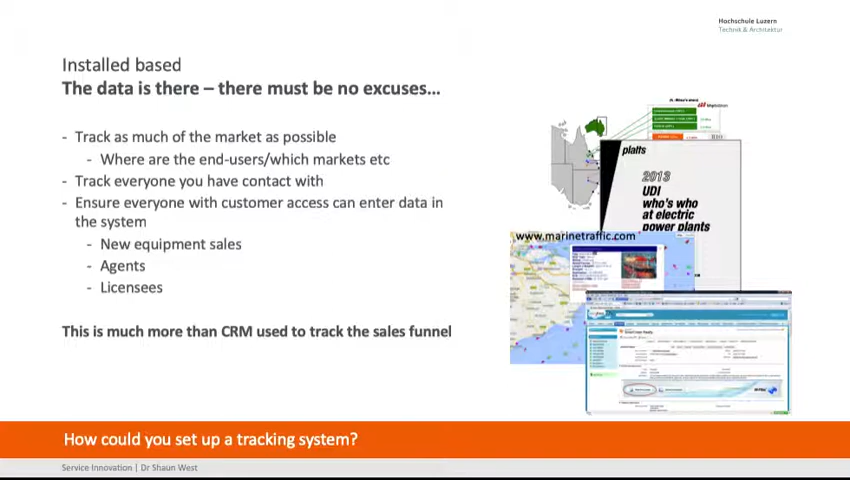 Hochschule Luzern
Technik & Architektur
Installed based
The data is there – there must be no excuses…
- Track as much of the market as possible
- Where are the end-users/which markets etc
- Track everyone you have contact with
- Ensure everyone with customer access can enter data in
the system
- New equipment sales
- Agents
- Licensees
This is much more than CRM used to track the sales funnel
platts
2013
UDI
who's who
at electric
power plants
www.marinetraffic.com
How could you set up a tracking system?
Service Innovation | Dr Shaun West